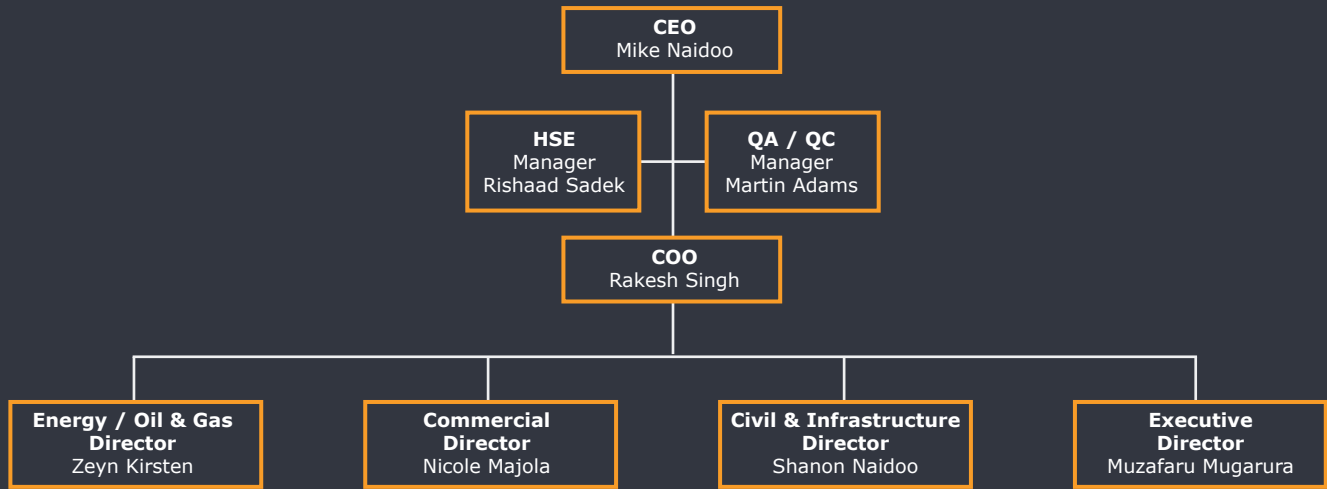 CEO
Mike Naidoo
HSE
Manager
Rishaad Sadek
QA / QC
Manager
Martin Adams
COO
Rakesh Singh
Energy / Oil & Gas
Director
Zeyn Kirsten
Commercial
Director
Nicole Majola
Civil & Infrastructure
Director
Shanon Naidoo
Executive
Director
Muzafaru Mugarura